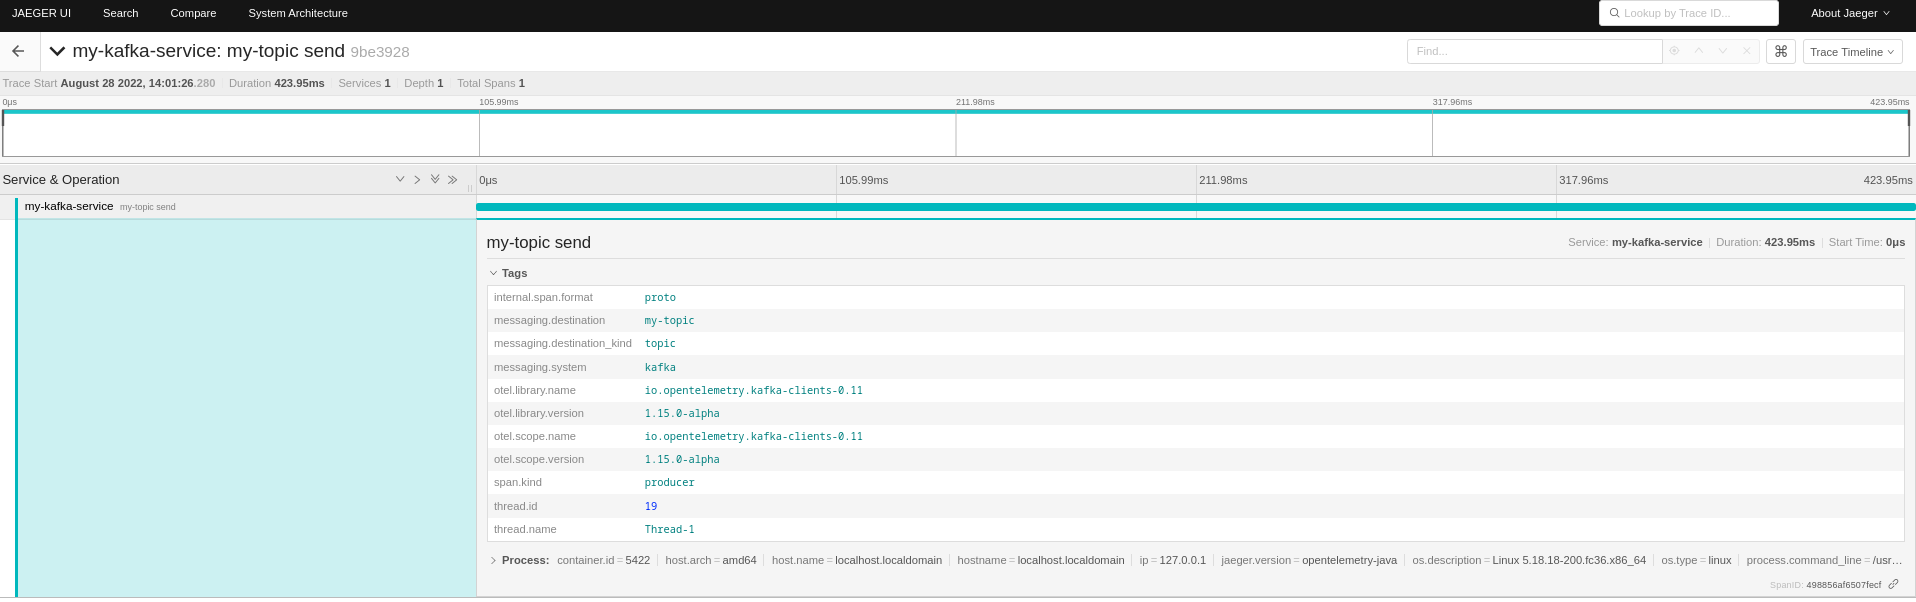 JAEGER UI Search Compare System Architecture Lookup by Trace ID... About Jaeger
my-kafka-service: my-topic send 9be3928 Find... ⌘ Trace Timeline
Trace Start August 28 2022, 14:01:26.280 Duration 423.95ms Services 1 Depth 1 Total Spans 1
0μs 105.99ms 211.98ms 317.96ms 423.95ms
Service & Operation 0μs 105.99ms 211.98ms 317.96ms 423.95ms
my-kafka-service my-topic send
my-topic send Service: my-kafka-service Duration: 423.95ms Start Time: 0μs
Tags
internal.span.format proto
messaging.destination my-topic
messaging.destination_kind topic
messaging.system kafka
otel.library.name io.opentelemetry.kafka-clients-0.11
otel.library.version 1.15.0-alpha
otel.scope.name io.opentelemetry.kafka-clients-0.11
otel.scope.version 1.15.0-alpha
span.kind producer
thread.id 19
thread.name Thread-1
Process: container.id = 5422 host.arch = amd64 host.name = localhost.localdomain hostname = localhost.localdomain ip = 127.0.0.1 jaeger.version = opentelemetry-java os.description = Linux 5.18.18-200.fc36.x86_64 os.type = linux process.command_line = /usr…
SpanID: 498856af6507fecf